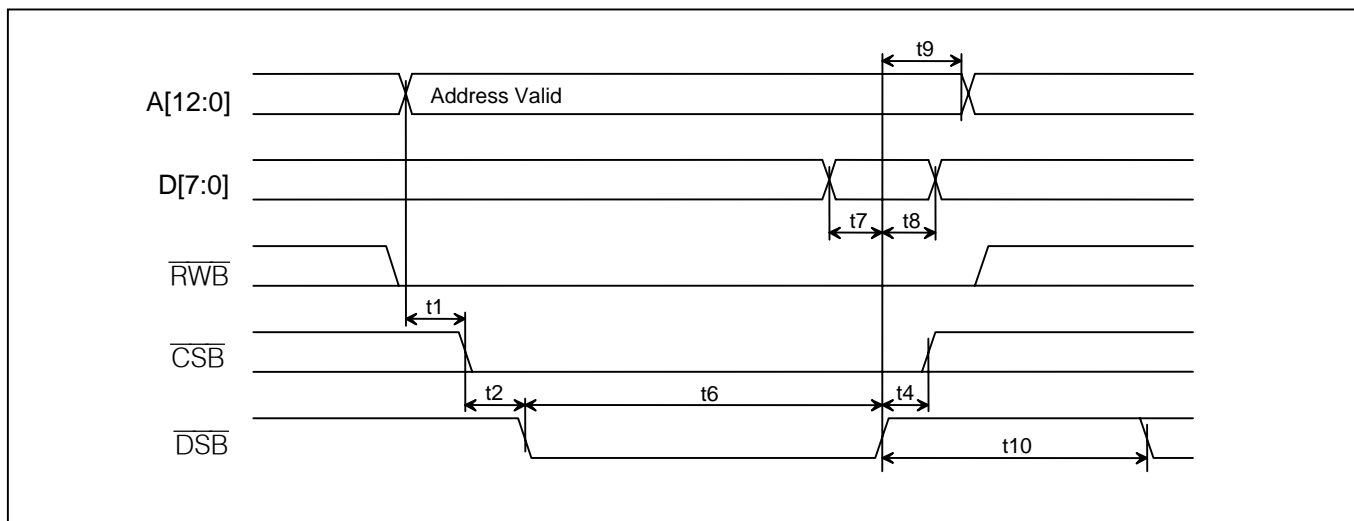 t9
A[12:0]
Address Valid
D[7:0]
t7
t8
RWB
t1
CSB
t2
t6
t4
DSB
t10